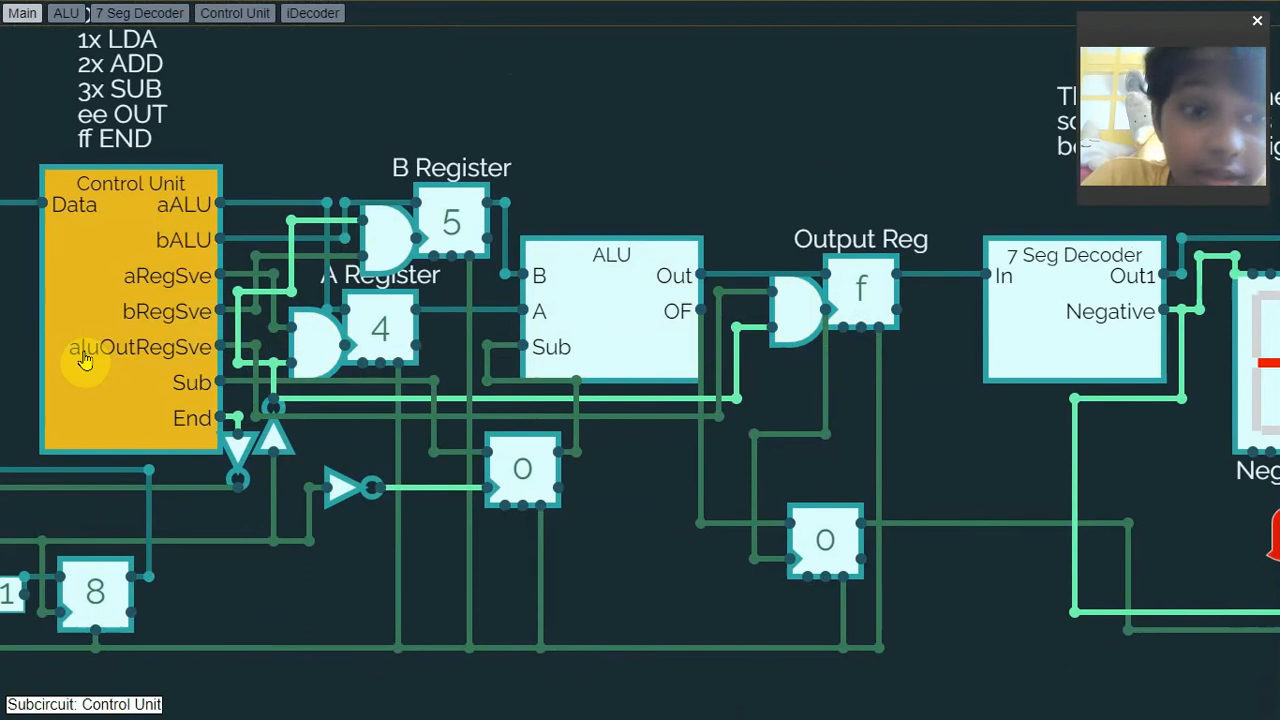 Main ALU 7 Seg Decoder Control Unit iDecoder
1x LDA
2x ADD
3x SUB
ee OUT
ff END
Control Unit
Data
aALU
bALU
aRegSve
bRegSve
aluOutRegSve
Sub
End
B Register
5
A Register
4
ALU
B
A
Sub
Out
OF
Output Reg
f
7 Seg Decoder
In
Out1
Negative
0
0
1
8
Subcircuit: Control Unit